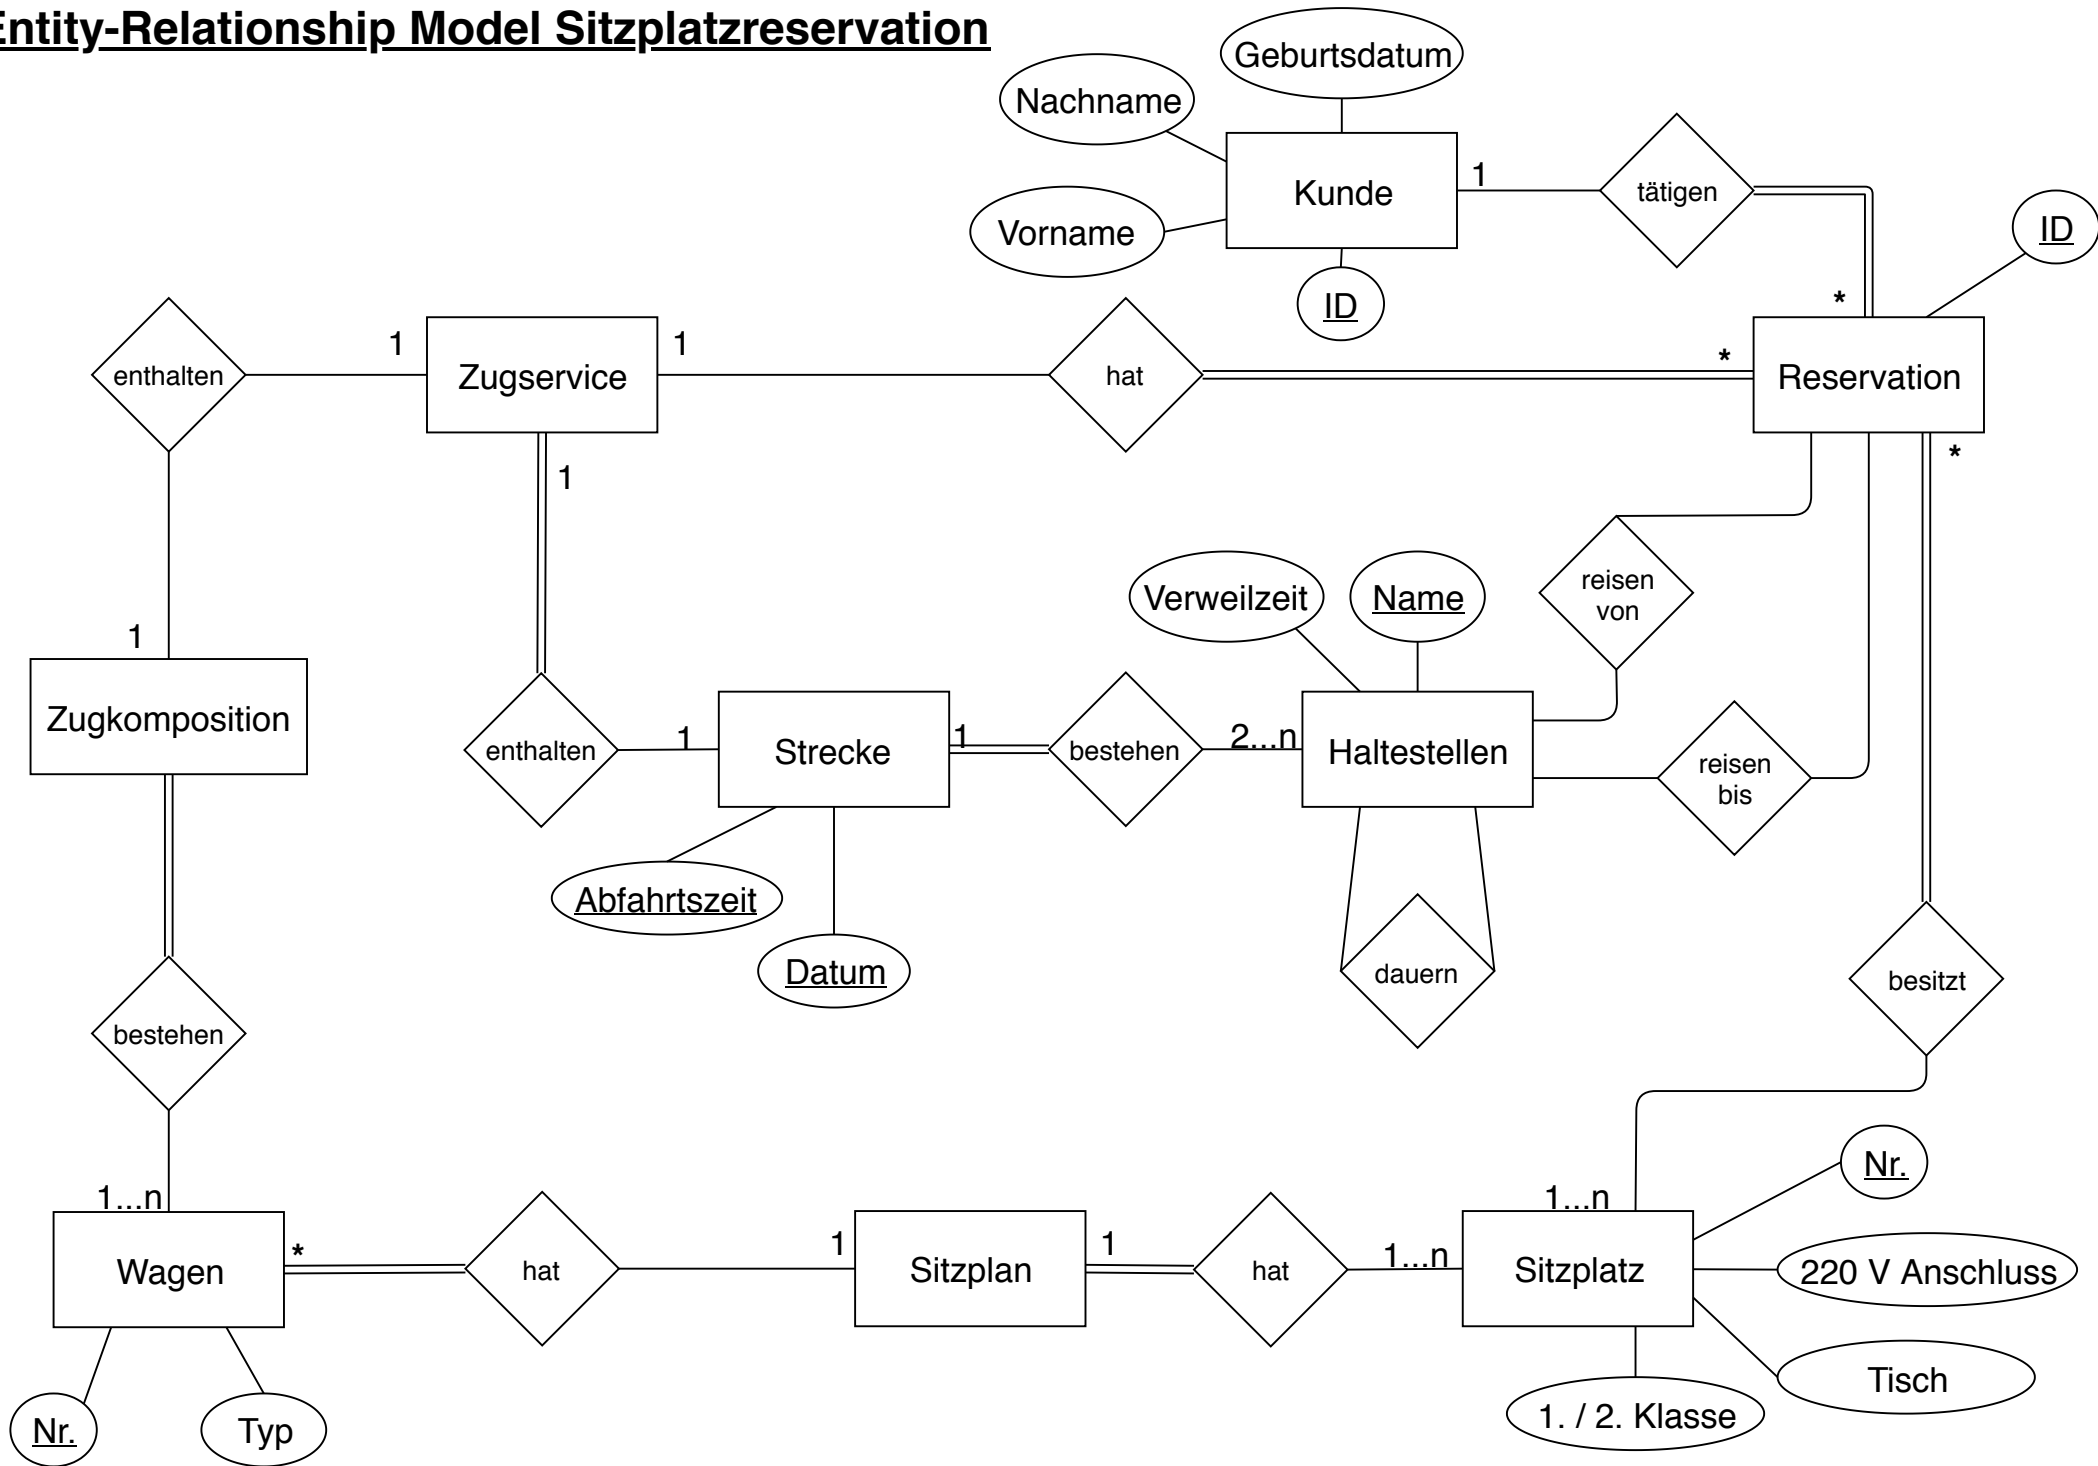 Entity-Relationship Model Sitzplatzreservation
Geburtsdatum
Nachname
Kunde
1
tätigen
Vorname
ID
ID
*
enthalten
1
Zugservice
1
hat
*
Reservation
*
1
1
Zugkomposition
Verweilzeit
Name
reisen
von
enthalten
1
Strecke
1
bestehen
2...n
Haltestellen
reisen
bis
Abfahrtszeit
Datum
dauern
besitzt
bestehen
1...n
Wagen
*
hat
1
Sitzplan
1
hat
1...n
1...n
Sitzplatz
Nr.
220 V Anschluss
Tisch
1. / 2. Klasse
Nr.
Typ